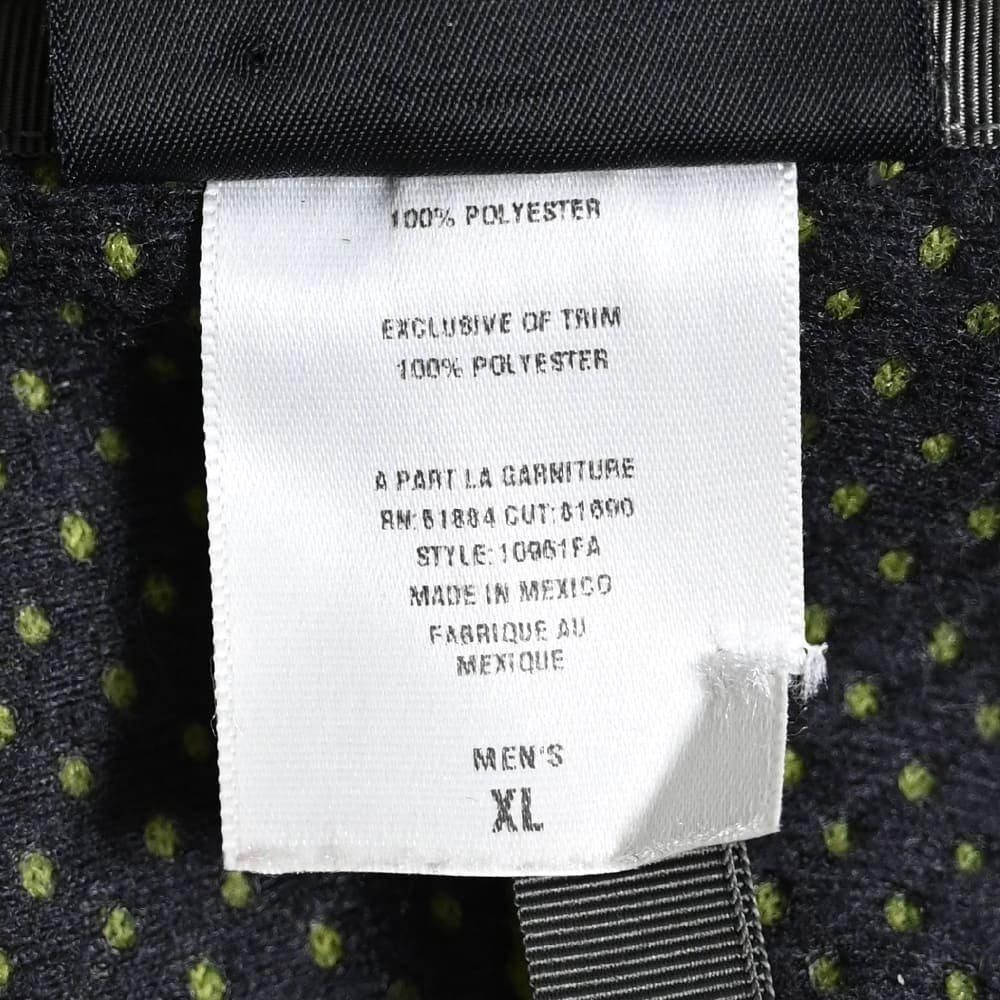 100% POLYESTER
EXCLUSIVE OF TRIM
100% POLYESTER
A PART LA GARNITURE
RN: 51884 CUT: 81690
STYLE: 10961FA
MADE IN MEXICO
FABRIQUE AU
MEXIQUE
MEN'S
XL